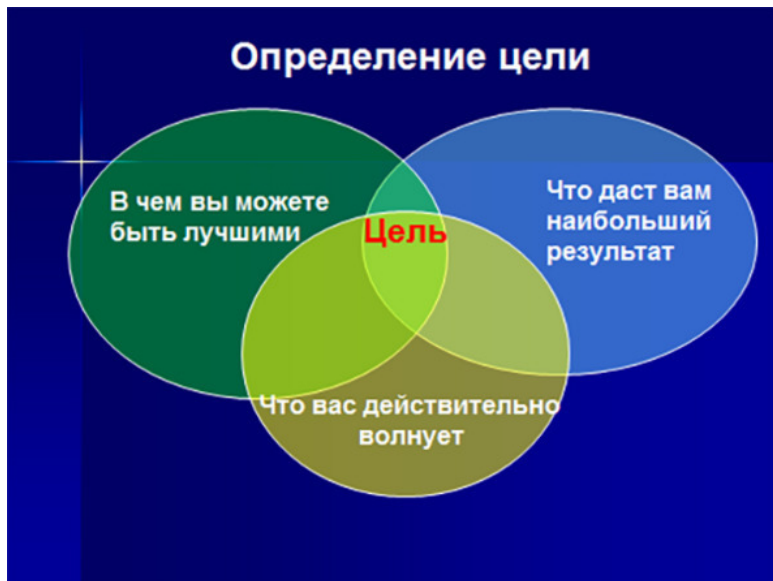 Определение цели
В чем вы можете
быть лучшими
Что даст вам
наибольший
результат
Цель
Что вас действительно
волнует